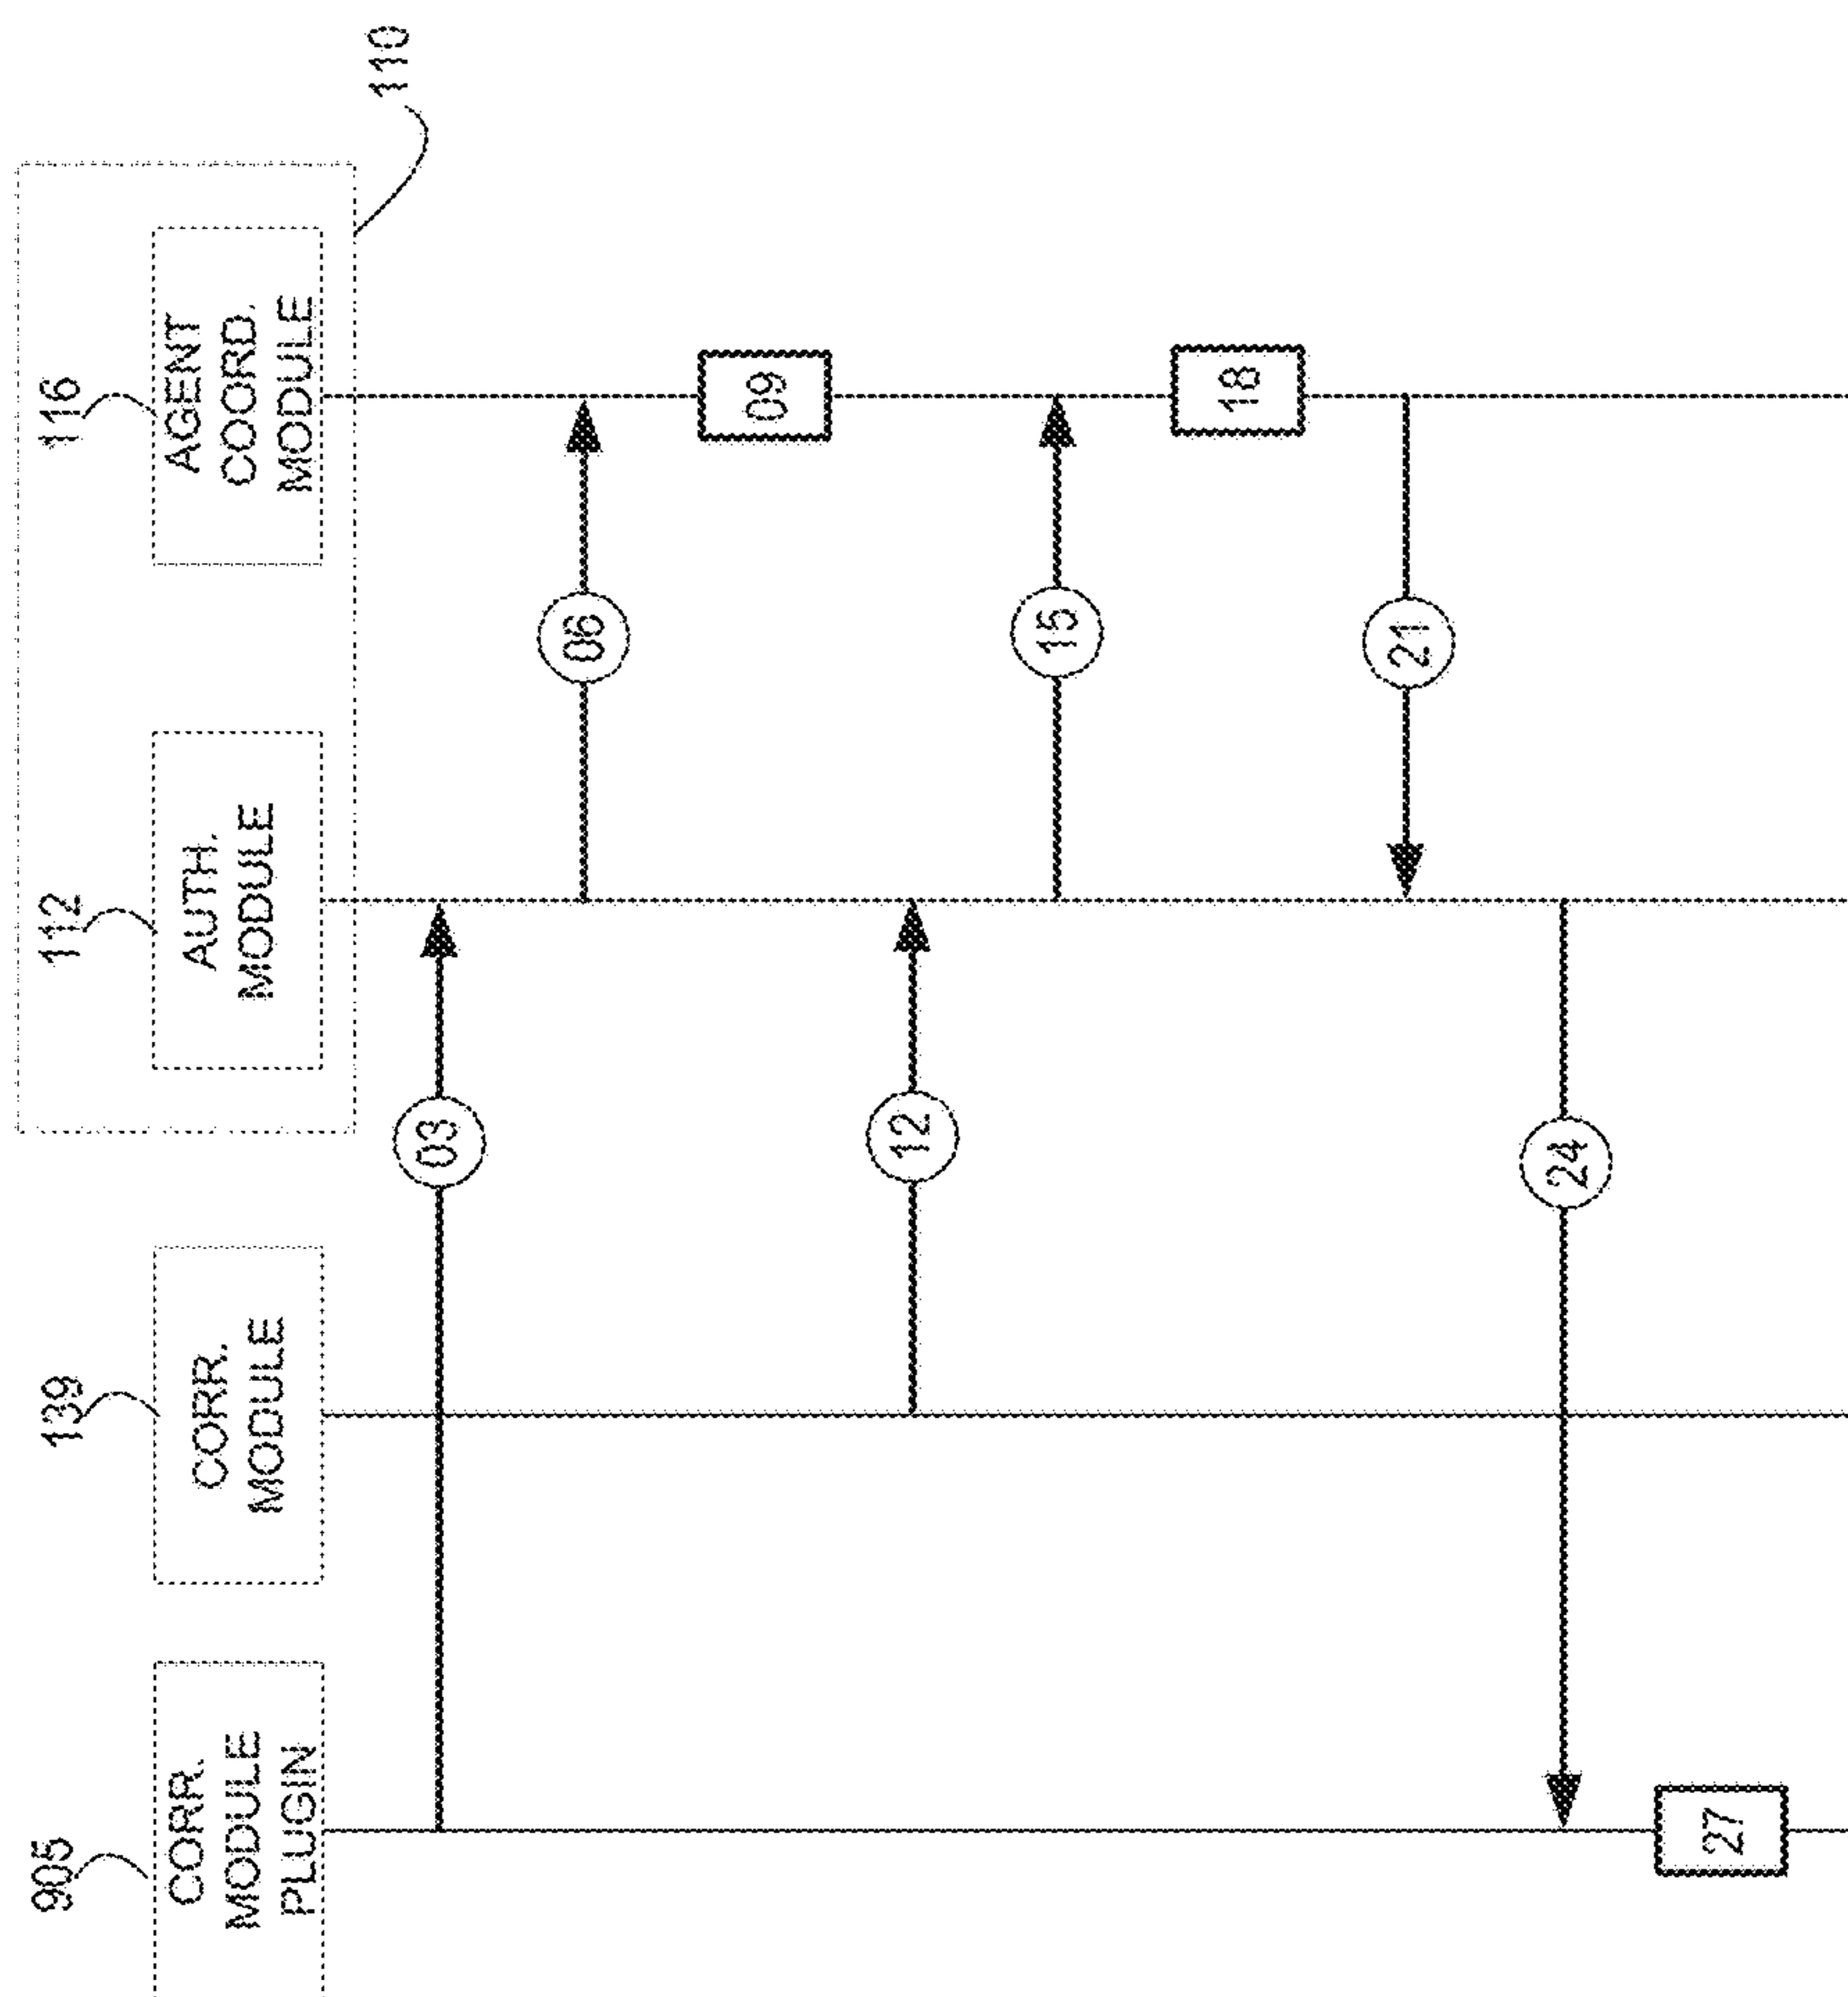 905
CORR.
MODULE
PLUGIN
139
CORR.
MODULE
112
AUTH.
MODULE
116
AGENT
COORD.
MODULE
110
03
06
09
12
15
18
21
24
27